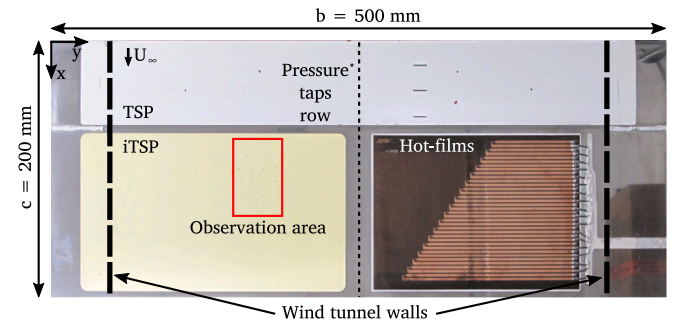 b = 500 mm
y
x
U∞
Pressure
taps
row
TSP
iTSP
Hot-films
c = 200 mm
Observation area
Wind tunnel walls